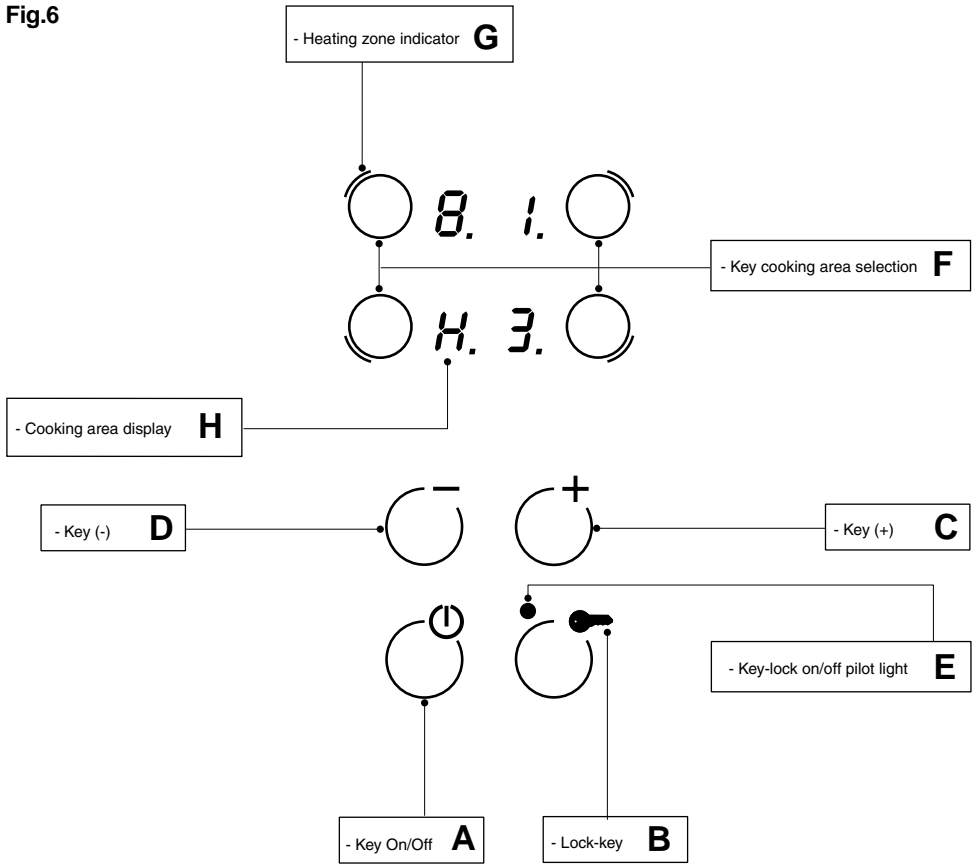 Fig.6
- Heating zone indicator G
8. 1.
- Key cooking area selection F
H. 3.
- Cooking area display H
- +
- Key (-) D
- Key (+) C
- Key-lock on/off pilot light E
- Key On/Off A
- Lock-key B